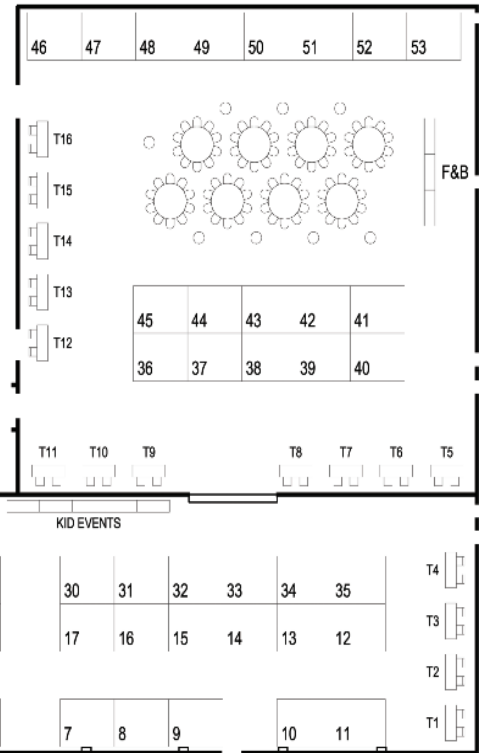 46 47 48 49 50 51 52 53
T16
F&B
T15
T14
T13
T12
45 44 43 42 41
36 37 38 39 40
T11 T10 T9 T8 T7 T6 T5
KID EVENTS
T4
30 31 32 33 34 35
T3
17 16 15 14 13 12
T2
T1
7 8 9 10 11